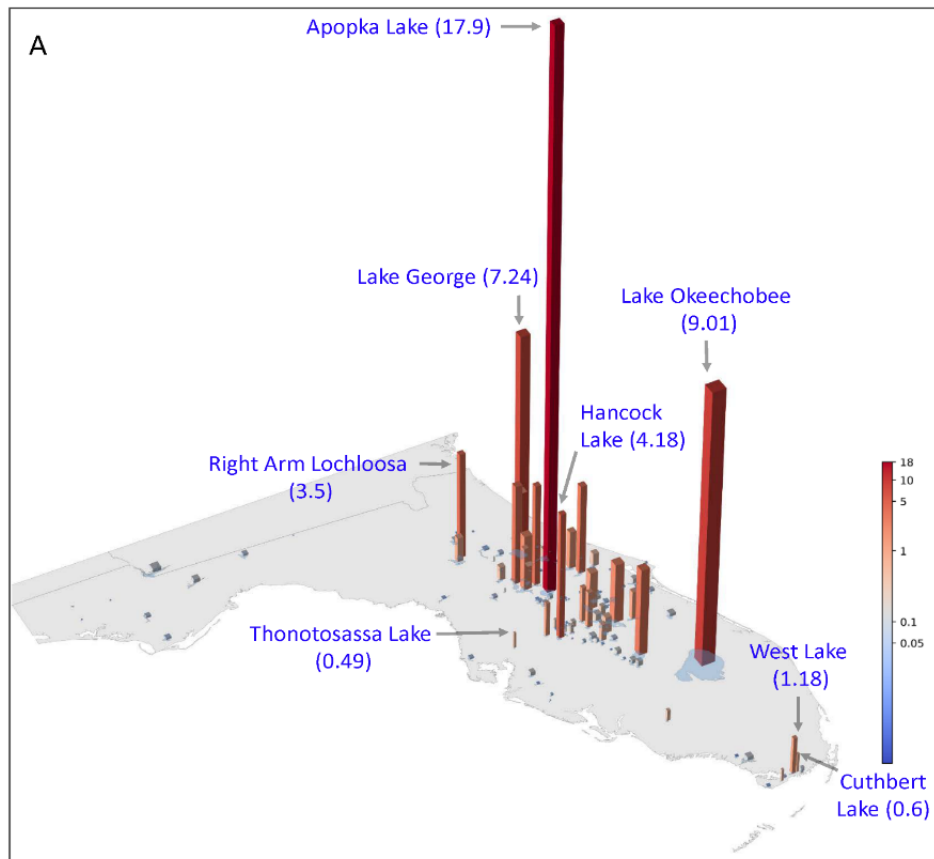 A
Apopka Lake (17.9)
Lake George (7.24)
Lake Okeechobee
(9.01)
Hancock
Lake (4.18)
Right Arm Lochloosa
(3.5)
18
10
5
1
0.1
0.05
Thonotosassa Lake
(0.49)
West Lake
(1.18)
Cuthbert
Lake (0.6)